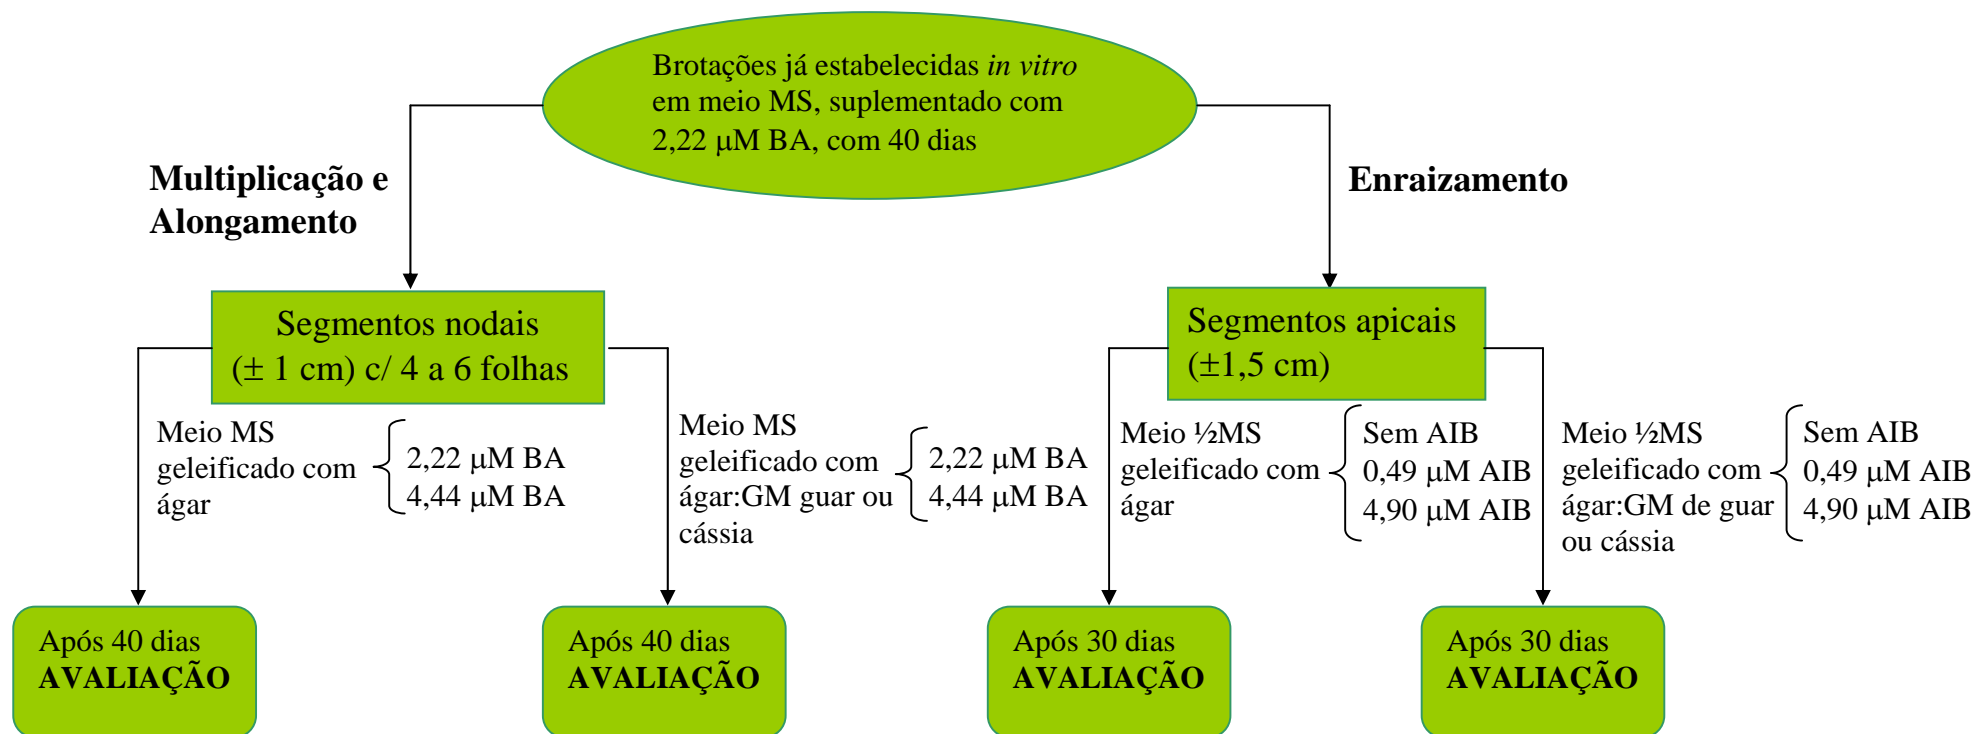 Brotações já estabelecidas in vitro
em meio MS, suplementado com
2,22 μM BA, com 40 dias
Multiplicação e
Alongamento
Enraizamento
Segmentos nodais
(± 1 cm) c/ 4 a 6 folhas
Segmentos apicais
(±1,5 cm)
Meio MS
geleificado com
ágar
2,22 μM BA
4,44 μM BA
Meio MS
geleificado com
ágar:GM guar ou
cássia
2,22 μM BA
4,44 μM BA
Meio ½MS
geleificado com
ágar
Sem AIB
0,49 μM AIB
4,90 μM AIB
Meio ½MS
geleificado com
ágar:GM de guar
ou cássia
Sem AIB
0,49 μM AIB
4,90 μM AIB
Após 40 dias
AVALIAÇÃO
Após 40 dias
AVALIAÇÃO
Após 30 dias
AVALIAÇÃO
Após 30 dias
AVALIAÇÃO